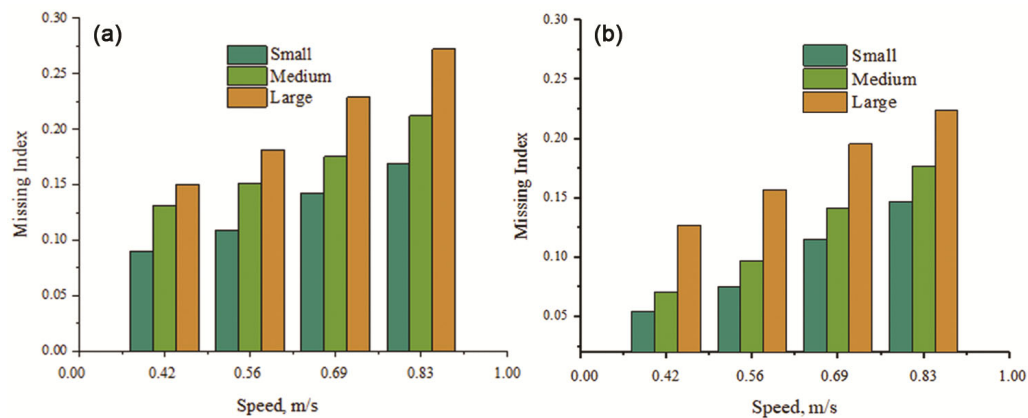 (a)
Small
Medium
Large
0.30
0.25
0.20
0.15
0.10
0.05
0.00
Missing Index
0.00 0.42 0.56 0.69 0.83 1.00
Speed, m/s
(b)
Small
Medium
Large
0.30
0.25
0.20
0.15
0.10
0.05
Missing Index
0.00 0.42 0.56 0.69 0.83 1.00
Speed, m/s